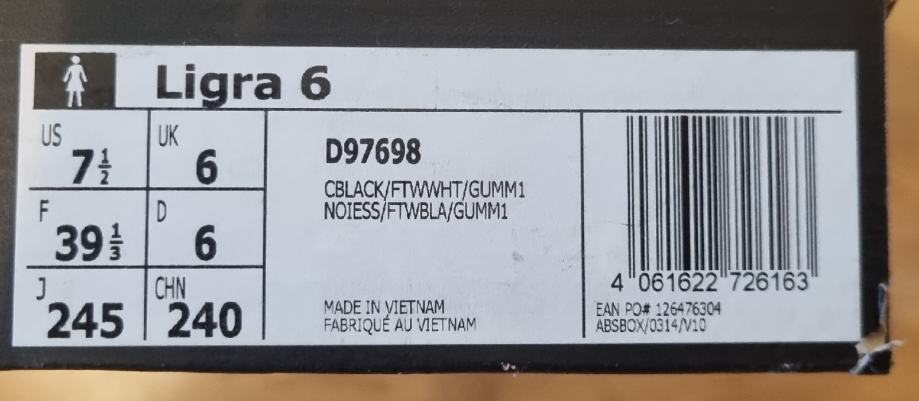 Ligra 6
US 7½
UK 6
F 39⅓
D 6
J 245
CHN 240
D97698
CBLACK/FTWWHT/GUMM1
NOIESS/FTWBLA/GUMM1
MADE IN VIETNAM
FABRIQUÉ AU VIETNAM
4 061622 726163
EAN PO# 126476304
ABSBOX/0314/V10